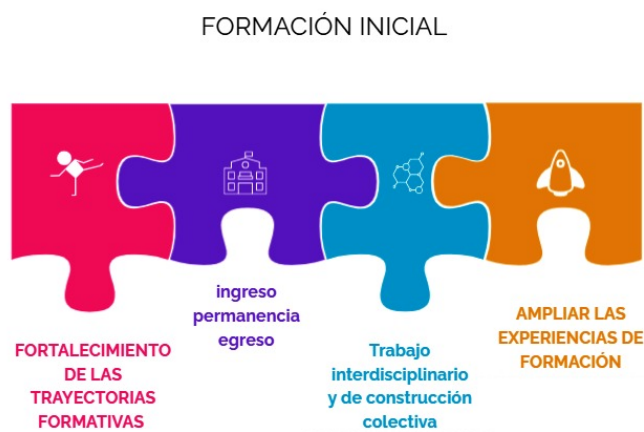 FORMACIÓN INICIAL
FORTALECIMIENTO
DE LAS
TRAYECTORIAS
FORMATIVAS
ingreso
permanencia
egreso
Trabajo
interdisciplinario
y de construcción
colectiva
AMPLIAR LAS
EXPERIENCIAS DE
FORMACIÓN